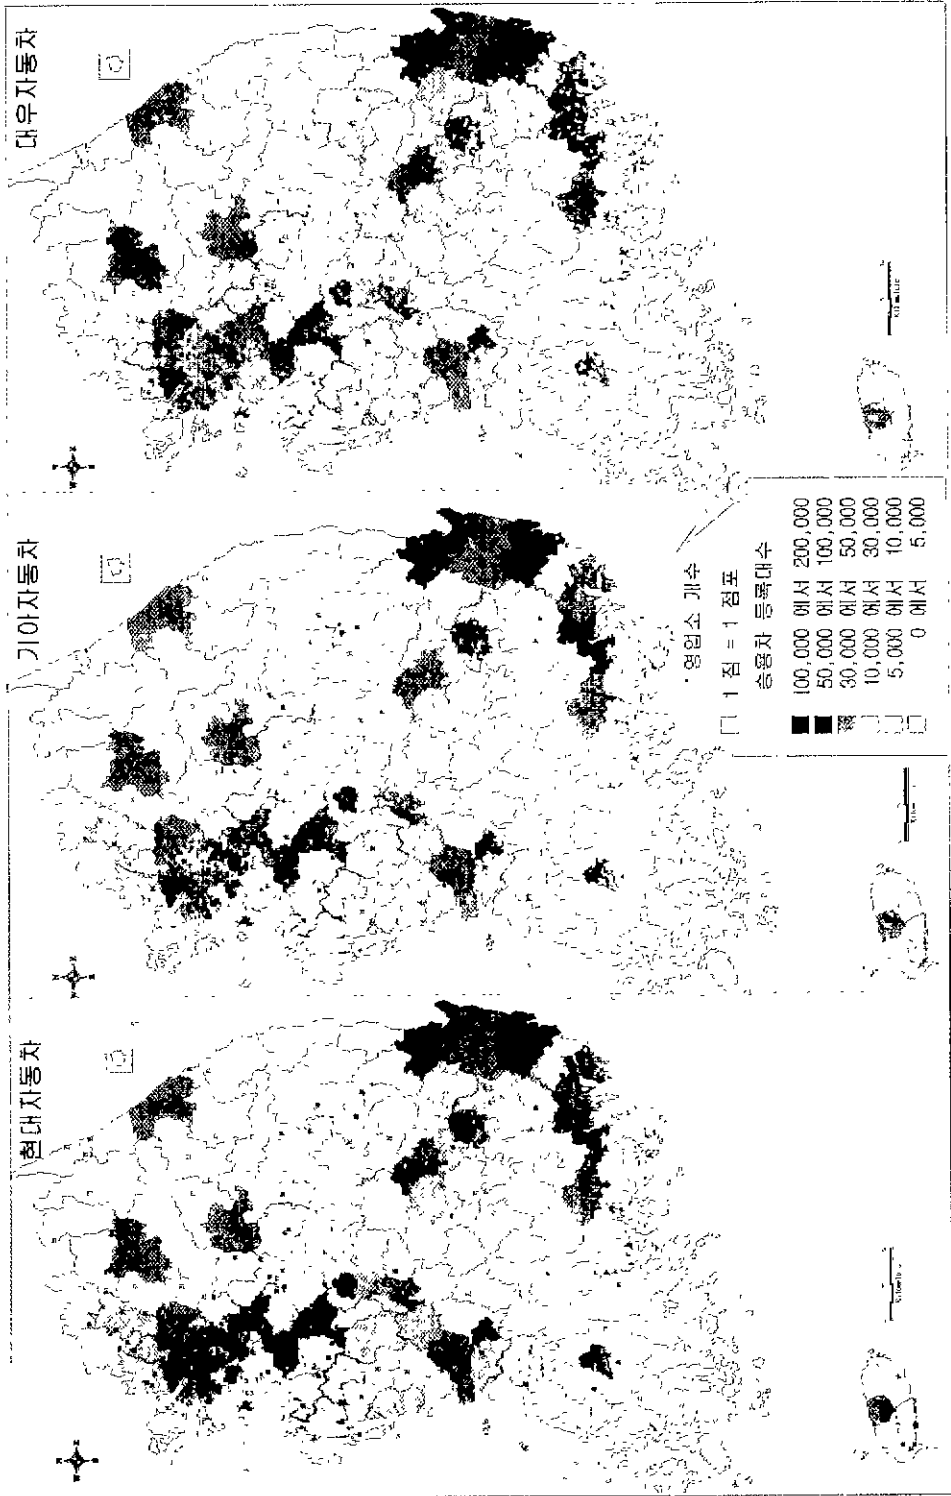 현대자동차
기아자동차
대우자동차
영업소 개수
1 점 = 1 점포
승용차 등록대수
100,000 에서 200,000
50,000 에서 100,000
30,000 에서 50,000
10,000 에서 30,000
5,000 에서 10,000
0 에서 5,000